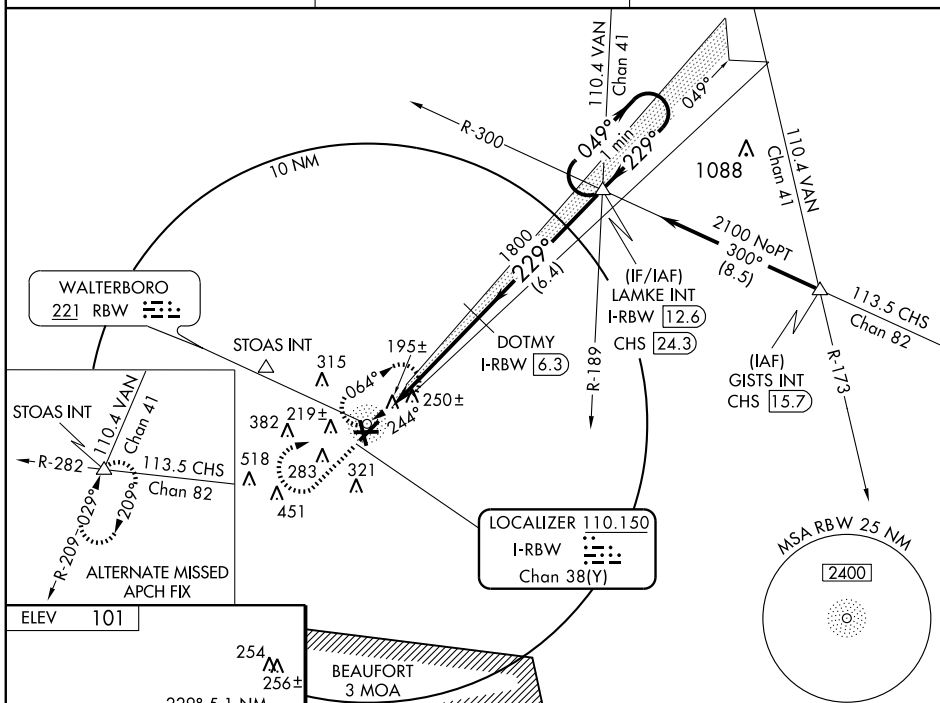 110.4 VAN
Chan 41
R-300
049°
1 min
229°
049°
1088
110.4 VAN
Chan 41
10 NM
1800
229°
(6.4)
2100 NoPT
300°
(8.5)
(IF/IAF)
LAMKE INT
I-RBW 12.6
CHS 24.3
113.5 CHS
Chan 82
WALTERBORO
221 RBW
STOAS INT
315
195±
DOTMY
I-RBW 6.3
R-189
(IAF)
GISTS INT
CHS 15.7
R-173
064°
250±
219±
382
244°
518
283
321
451
STOAS INT
110.4 VAN
Chan 41
R-282
113.5 CHS
Chan 82
029°
209°
R-209
ALTERNATE MISSED
APCH FIX
LOCALIZER 110.150
I-RBW
Chan 38(Y)
MSA RBW 25 NM
2400
ELEV 101
254
256±
BEAUFORT
3 MOA
229° 5.1 NM